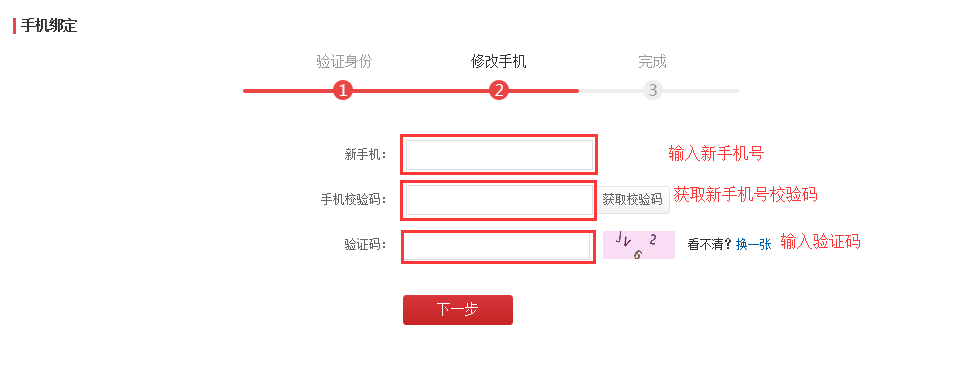 手机绑定
验证身份 修改手机 完成
1 2 3
新手机： 输入新手机号
手机校验码： 获取校验码 获取新手机号校验码
验证码： 看不清？换一张 输入验证码
下一步